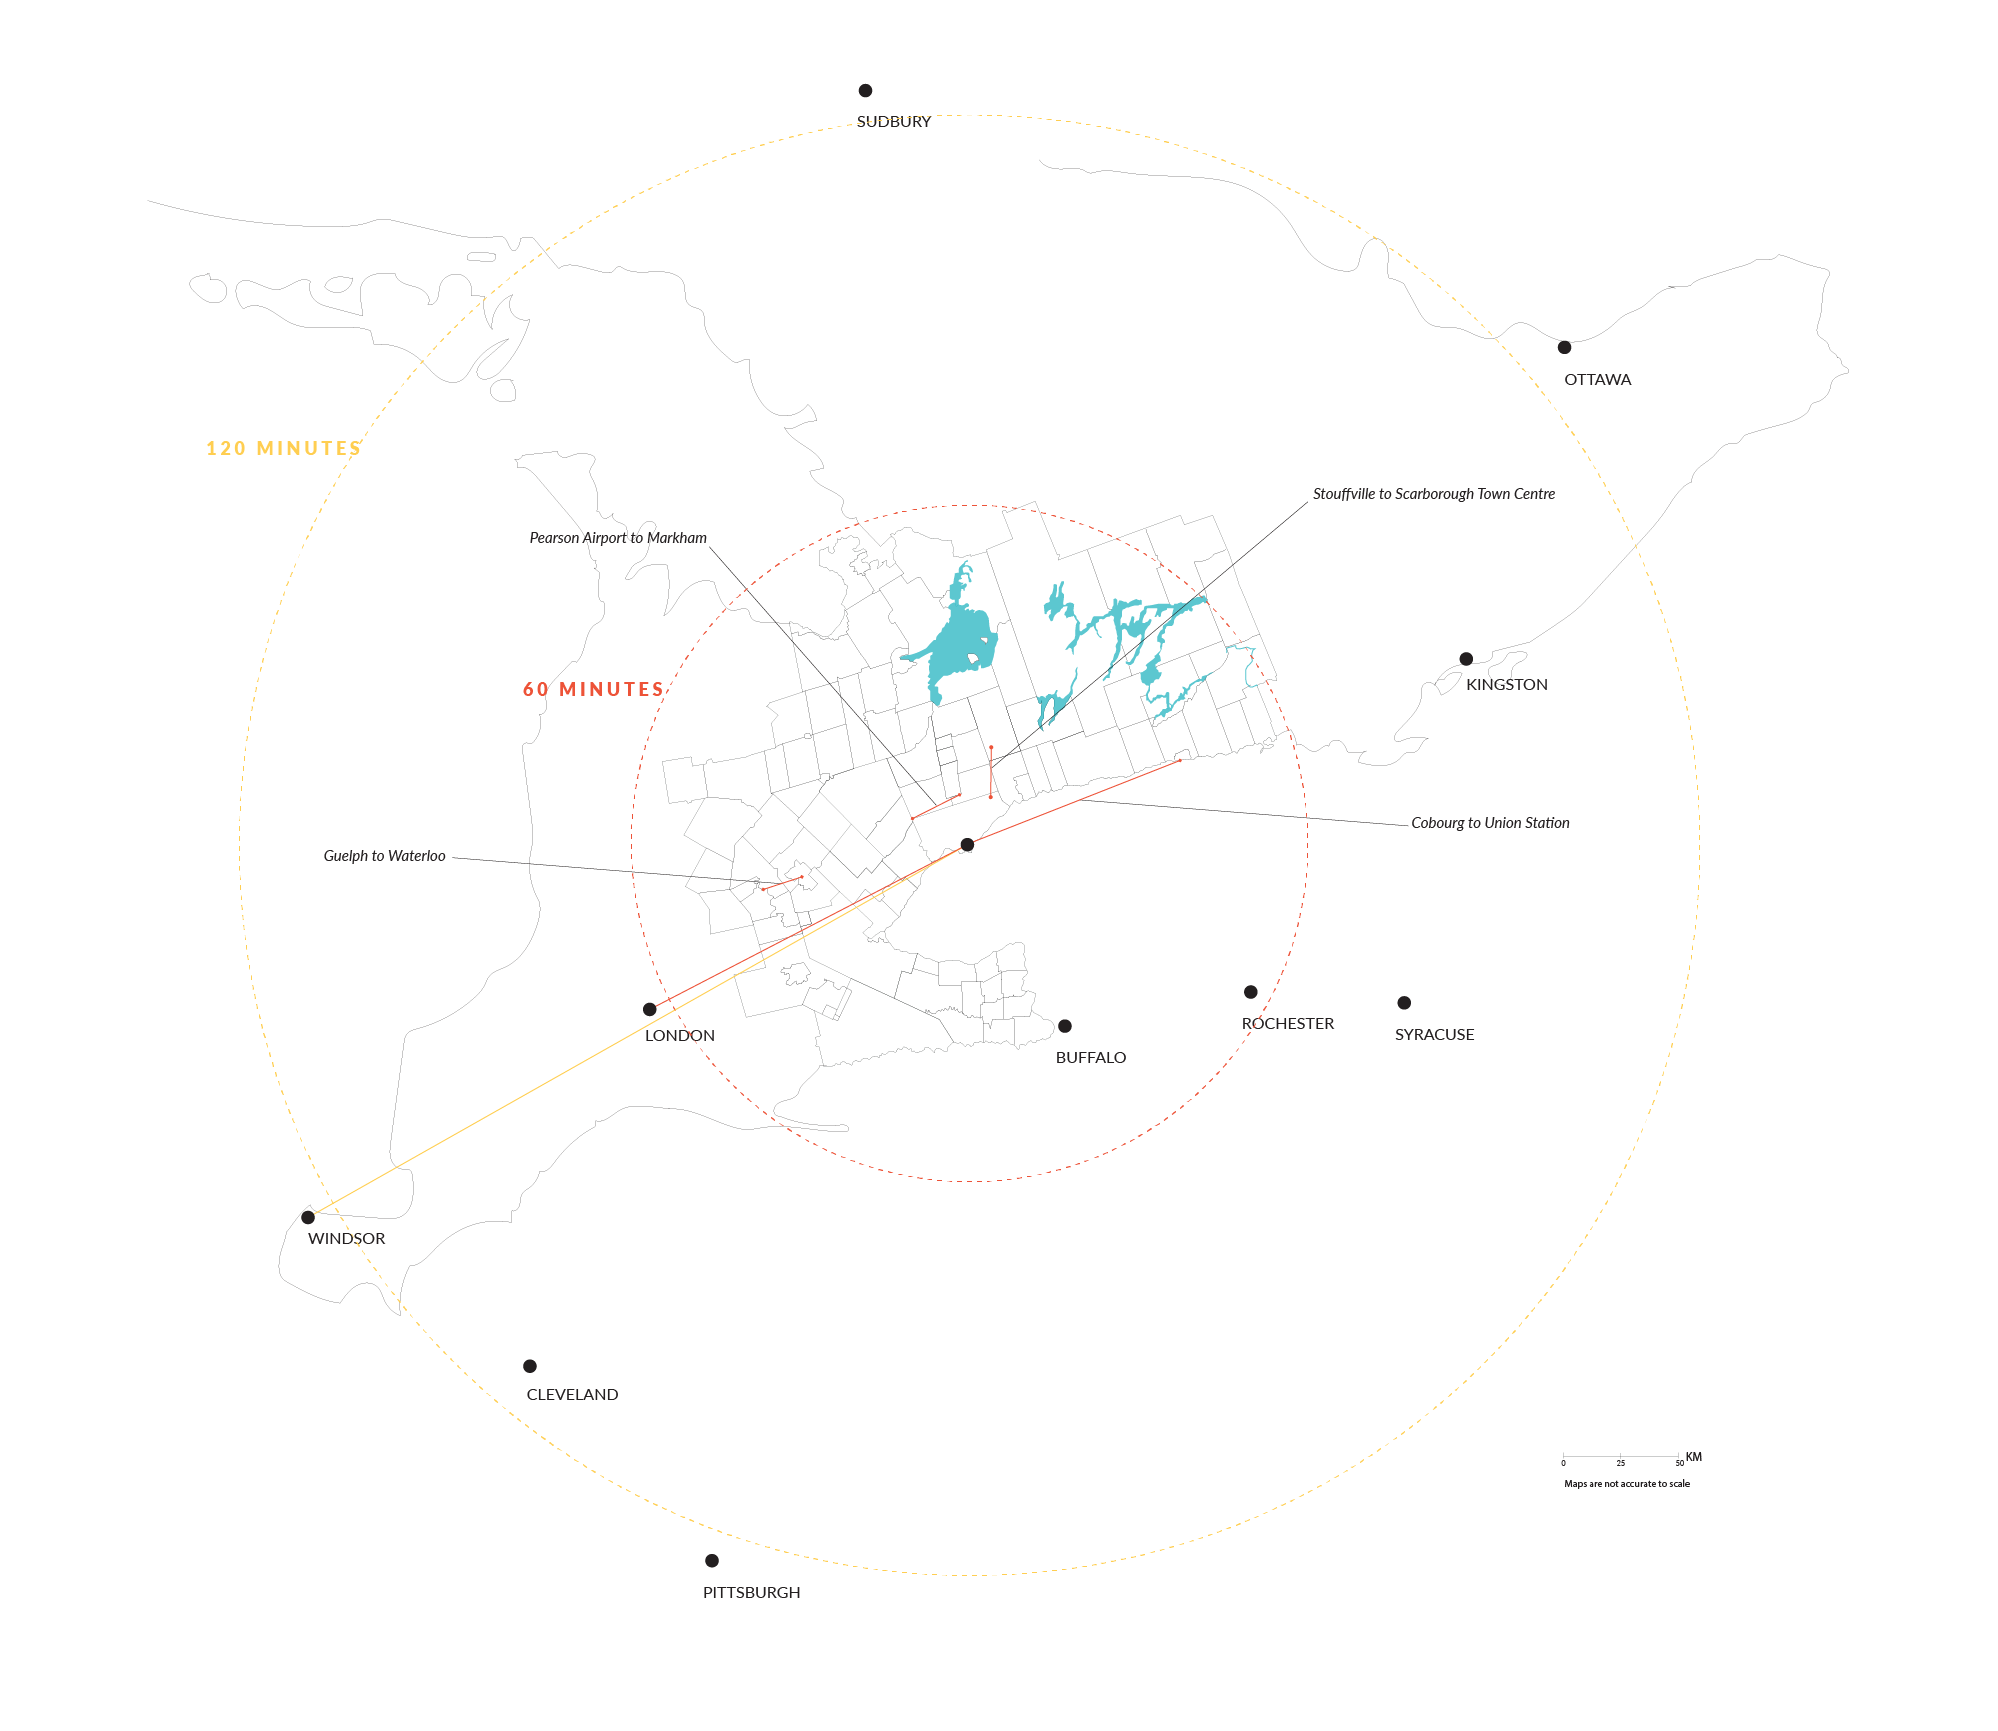 SUDBURY
OTTAWA
120 MINUTES
Stouffville to Scarborough Town Centre
Pearson Airport to Markham
60 MINUTES
KINGSTON
Cobourg to Union Station
Guelph to Waterloo
LONDON
ROCHESTER
SYRACUSE
BUFFALO
WINDSOR
CLEVELAND
KM
0 25 50
Maps are not accurate to scale
PITTSBURGH